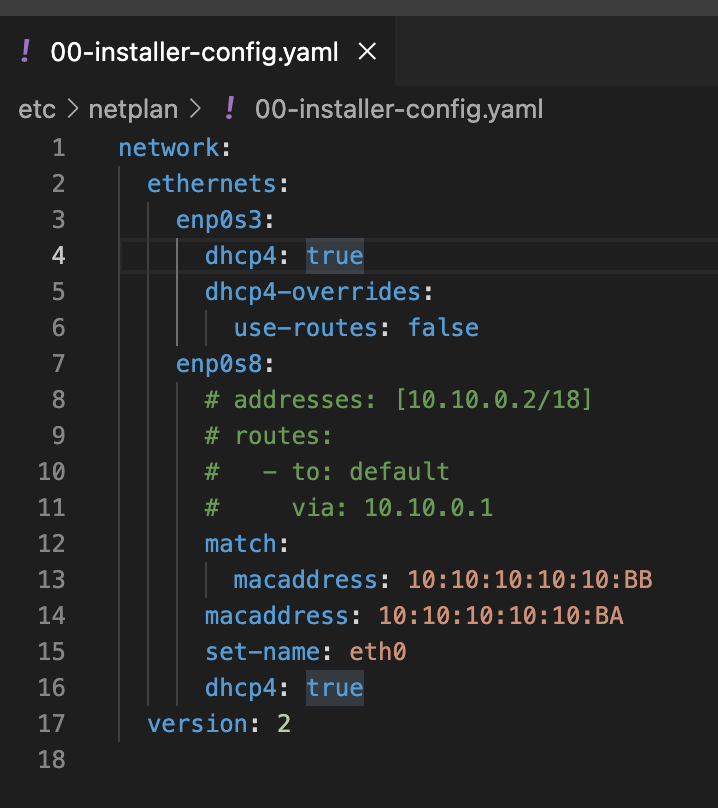 ! 00-installer-config.yaml ×
etc > netplan > ! 00-installer-config.yaml
1 network:
2   ethernets:
3     enp0s3:
4       dhcp4: true
5       dhcp4-overrides:
6         use-routes: false
7     enp0s8:
8       # addresses: [10.10.0.2/18]
9       # routes:
10       #   - to: default
11       #     via: 10.10.0.1
12       match:
13         macaddress: 10:10:10:10:10:BB
14       macaddress: 10:10:10:10:10:BA
15       set-name: eth0
16       dhcp4: true
17   version: 2
18